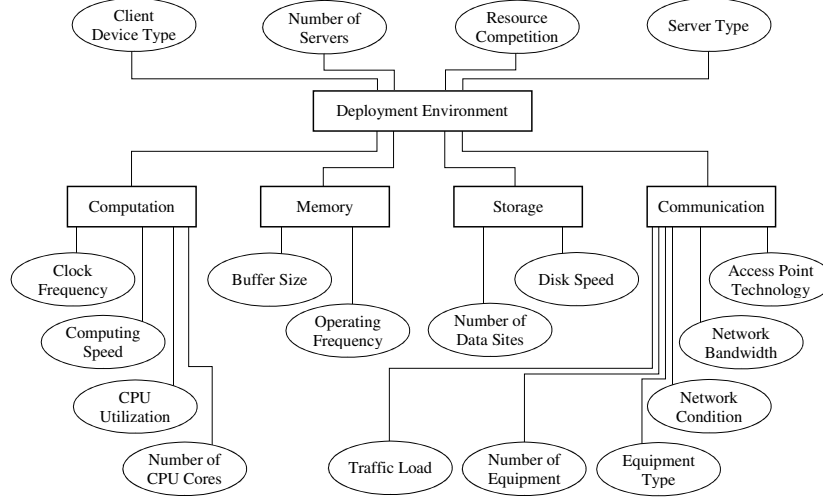 Client
Device Type
Number of
Servers
Resource
Competition
Server Type
Deployment Environment
Computation
Memory
Storage
Communication
Clock
Frequency
Buffer Size
Disk Speed
Access Point
Technology
Computing
Speed
Operating
Frequency
Number of
Data Sites
Network
Bandwidth
CPU
Utilization
Network
Condition
Number of
CPU Cores
Traffic Load
Number of
Equipment
Equipment
Type